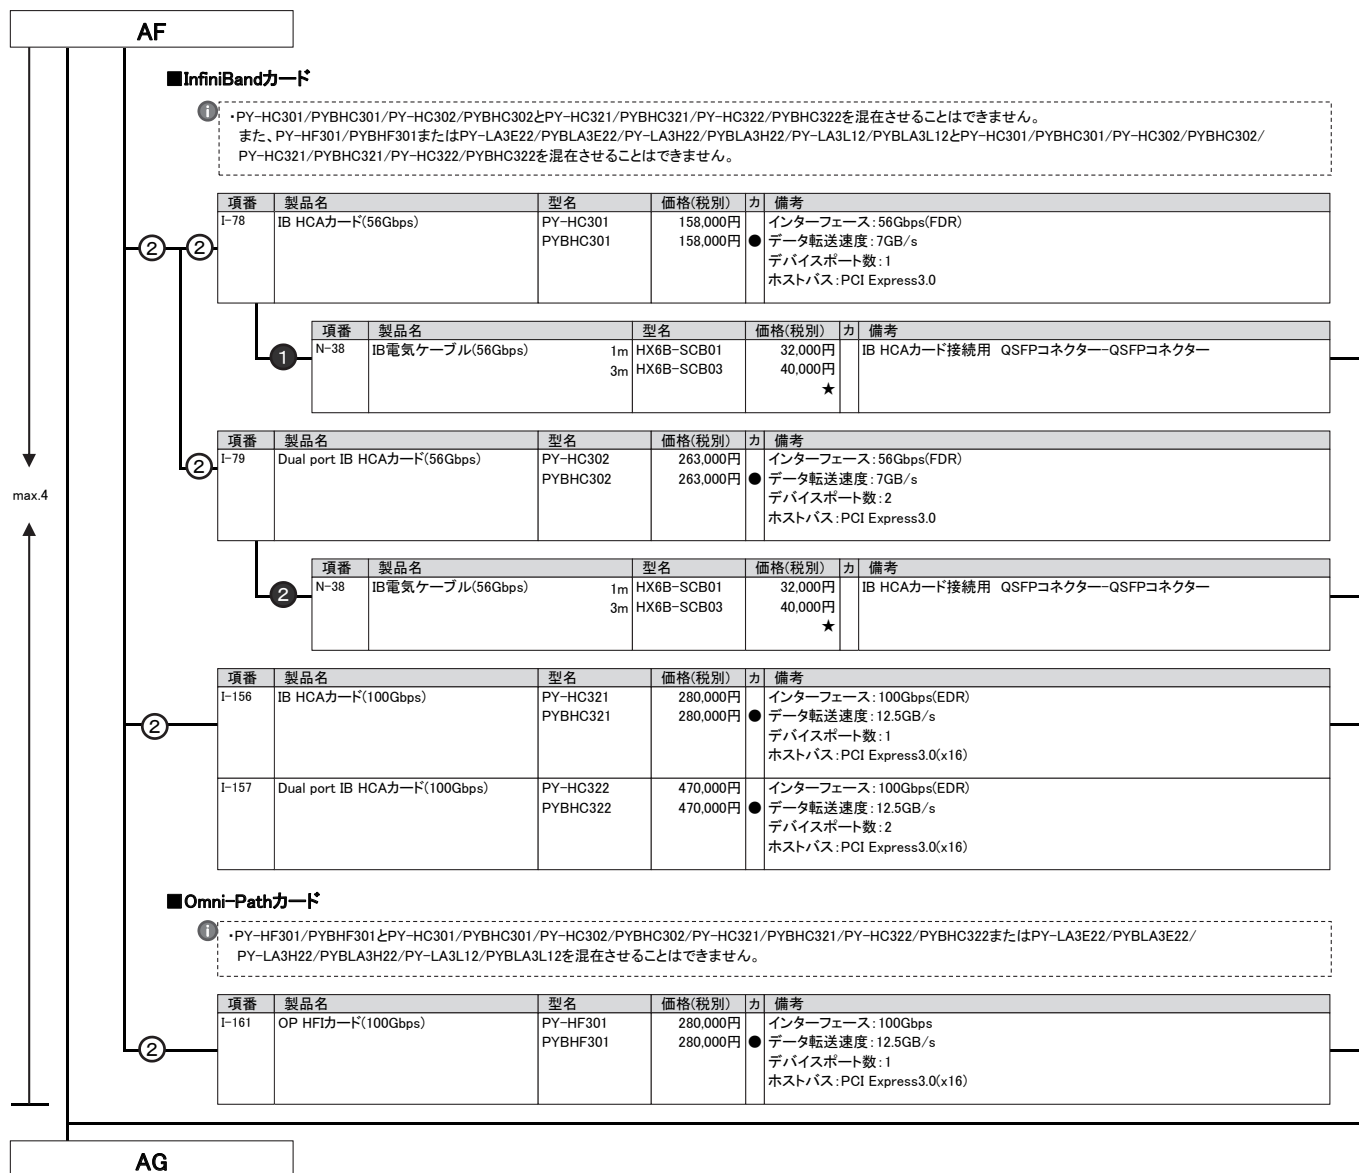 AF
■InfiniBandカード
・PY-HC301/PYBHC301/PY-HC302/PYBHC302とPY-HC321/PYBHC321/PY-HC322/PYBHC322を混在させることはできません。
また、PY-HF301/PYBHF301またはPY-LA3E22/PYBLA3E22/PY-LA3H22/PYBLA3H22/PY-LA3L12/PYBLA3L12とPY-HC301/PYBHC301/PY-HC302/PYBHC302/
PY-HC321/PYBHC321/PY-HC322/PYBHC322を混在させることはできません。
項番 製品名 型名 価格(税別) カ 備考
I-78 IB HCAカード(56Gbps) PY-HC301 158,000円 インターフェース:56Gbps(FDR)
② ② PYBHC301 158,000円 ● データ転送速度:7GB/s
デバイスポート数:1
ホストバス:PCI Express3.0
項番 製品名 型名 価格(税別) カ 備考
❶ N-38 IB電気ケーブル(56Gbps) 1m HX6B-SCB01 32,000円 IB HCAカード接続用 QSFPコネクター-QSFPコネクター
3m HX6B-SCB03 40,000円
★
項番 製品名 型名 価格(税別) カ 備考
② I-79 Dual port IB HCAカード(56Gbps) PY-HC302 263,000円 インターフェース:56Gbps(FDR)
PYBHC302 263,000円 ● データ転送速度:7GB/s
max.4 デバイスポート数:2
ホストバス:PCI Express3.0
項番 製品名 型名 価格(税別) カ 備考
❷ N-38 IB電気ケーブル(56Gbps) 1m HX6B-SCB01 32,000円 IB HCAカード接続用 QSFPコネクター-QSFPコネクター
3m HX6B-SCB03 40,000円
★
項番 製品名 型名 価格(税別) カ 備考
I-156 IB HCAカード(100Gbps) PY-HC321 280,000円 インターフェース:100Gbps(EDR)
② PYBHC321 280,000円 ● データ転送速度:12.5GB/s
デバイスポート数:1
ホストバス:PCI Express3.0(x16)
I-157 Dual port IB HCAカード(100Gbps) PY-HC322 470,000円 インターフェース:100Gbps(EDR)
PYBHC322 470,000円 ● データ転送速度:12.5GB/s
デバイスポート数:2
ホストバス:PCI Express3.0(x16)
■Omni-Pathカード
・PY-HF301/PYBHF301とPY-HC301/PYBHC301/PY-HC302/PYBHC302/PY-HC321/PYBHC321/PY-HC322/PYBHC322またはPY-LA3E22/PYBLA3E22/
PY-LA3H22/PYBLA3H22/PY-LA3L12/PYBLA3L12を混在させることはできません。
項番 製品名 型名 価格(税別) カ 備考
I-161 OP HFIカード(100Gbps) PY-HF301 280,000円 インターフェース:100Gbps
② PYBHF301 280,000円 ● データ転送速度:12.5GB/s
デバイスポート数:1
ホストバス:PCI Express3.0(x16)
AG